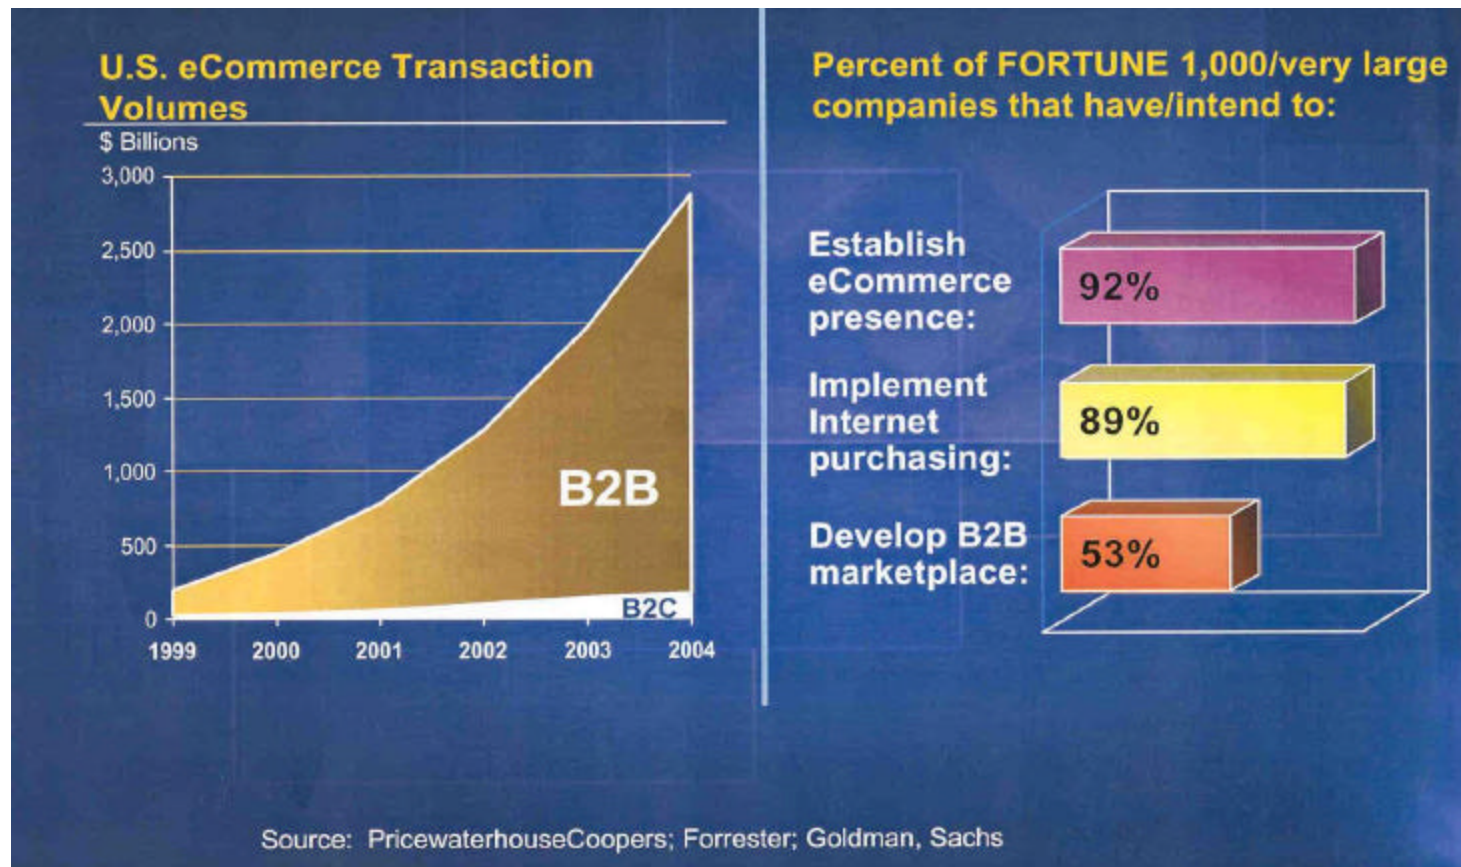 U.S. eCommerce Transaction
Volumes
$ Billions
3,000
2,500
2,000
1,500
1,000
500
0
1999 2000 2001 2002 2003 2004
B2B
B2C
Percent of FORTUNE 1,000/very large
companies that have/intend to:
Establish
eCommerce
presence:
92%
Implement
Internet
purchasing:
89%
Develop B2B
marketplace:
53%
Source: PricewaterhouseCoopers; Forrester; Goldman, Sachs